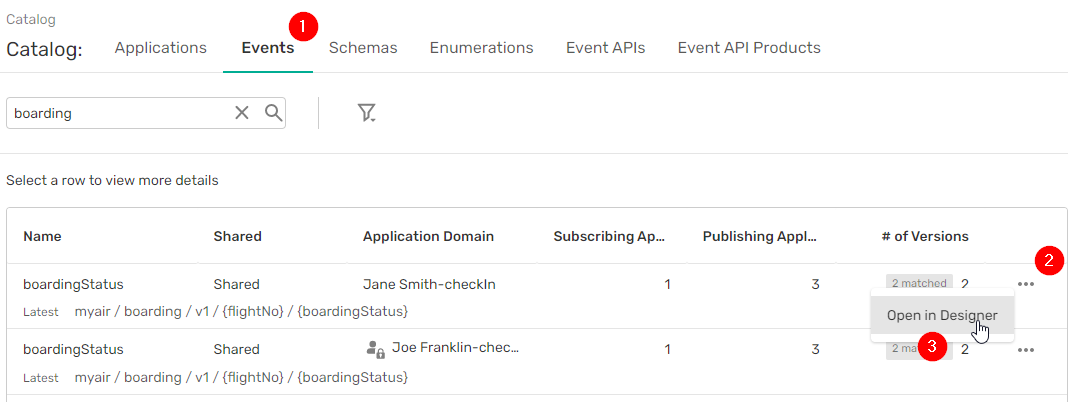 Catalog
Catalog: Applications Events Schemas Enumerations Event APIs Event API Products
1
boarding
Select a row to view more details
Name Shared Application Domain Subscribing Ap... Publishing Appl... # of Versions
2
boardingStatus Shared Jane Smith-checkIn 1 3 2 matched 2
Latest myair / boarding / v1 / {flightNo} / {boardingStatus}
Open in Designer
boardingStatus Shared Joe Franklin-chec... 1 3 2 2
3
Latest myair / boarding / v1 / {flightNo} / {boardingStatus}